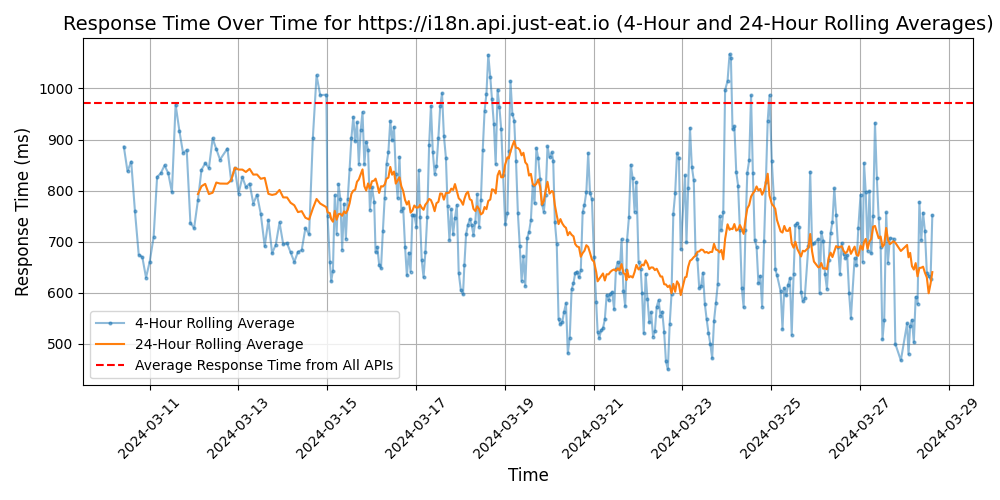 Response Time Over Time for https://i18n.api.just-eat.io (4-Hour and 24-Hour Rolling Averages)
Response Time (ms)
1000
900
800
700
600
500
4-Hour Rolling Average
24-Hour Rolling Average
Average Response Time from All APIs
2024-03-11
2024-03-13
2024-03-15
2024-03-17
2024-03-19
2024-03-21
2024-03-23
2024-03-25
2024-03-27
2024-03-29
Time